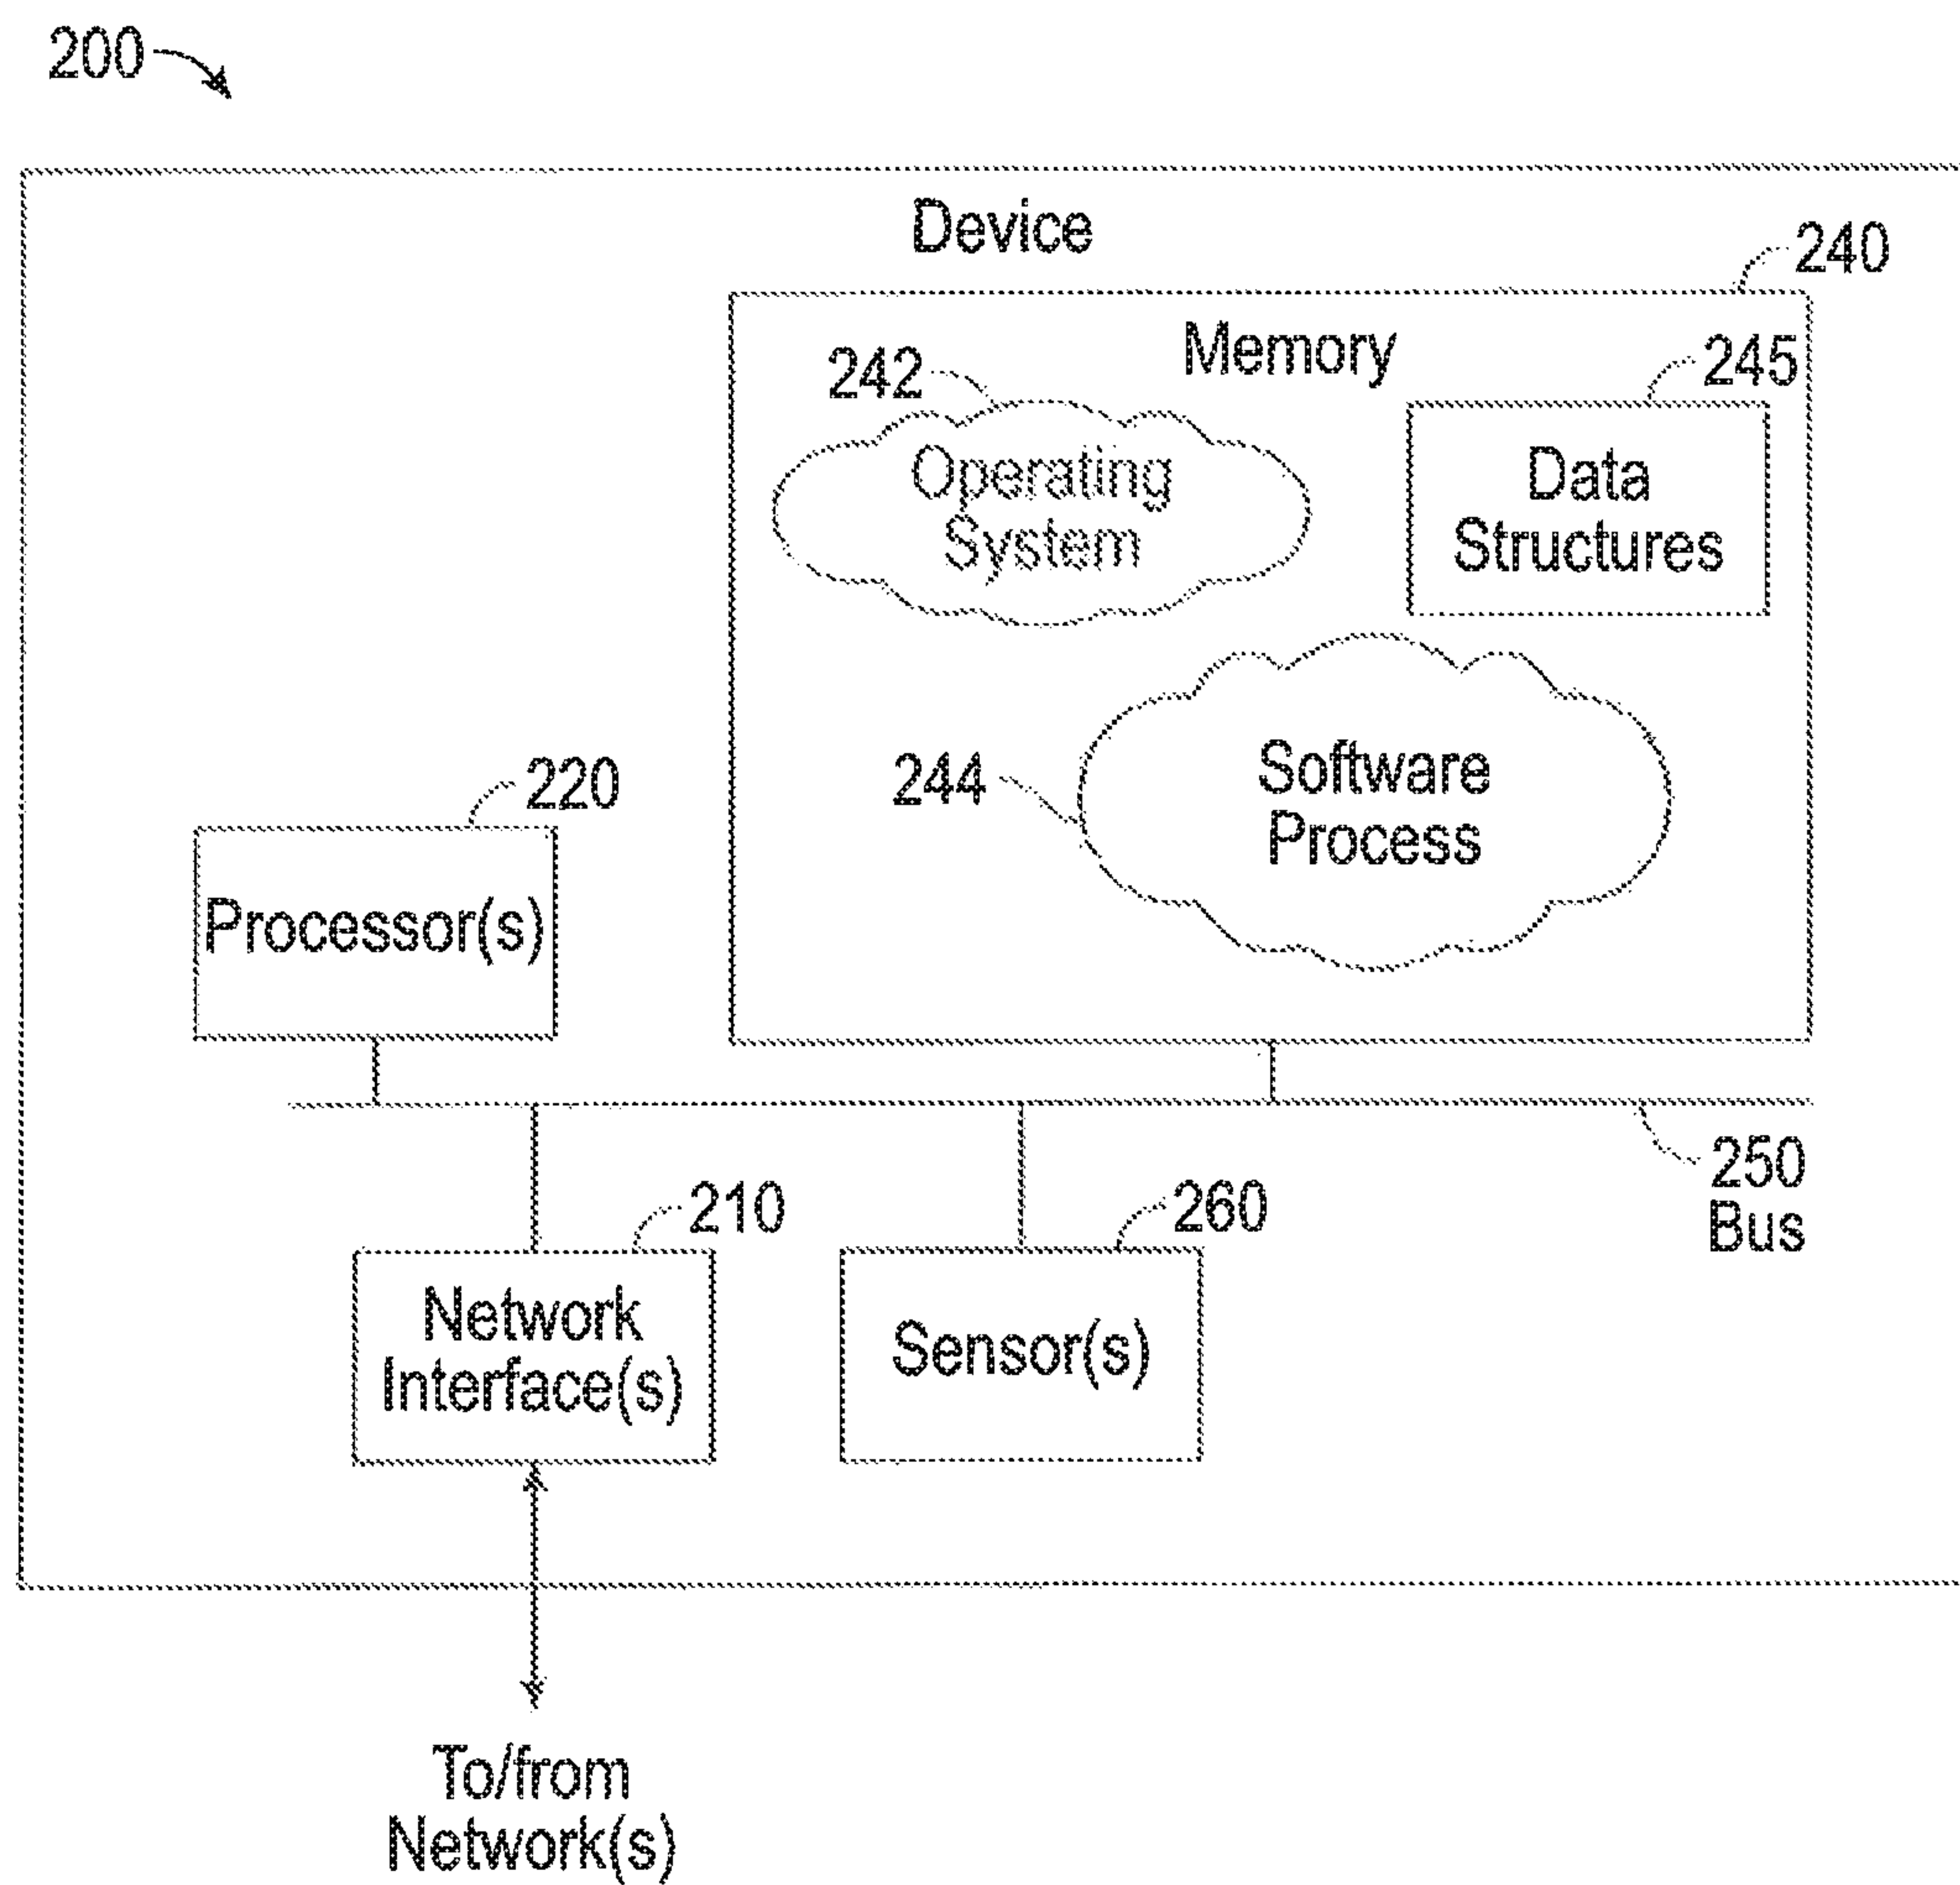 200
Device
240
Memory
242
245
Operating
System
Data
Structures
244
Software
Process
220
Processor(s)
250
Bus
210
260
Network
Interface(s)
Sensor(s)
To/from
Network(s)